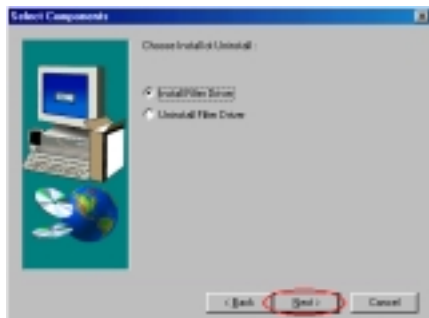 Select Components
Choose Install or Uninstall :
Install Filter Driver
Uninstall Filter Driver
< Back
Next >
Cancel